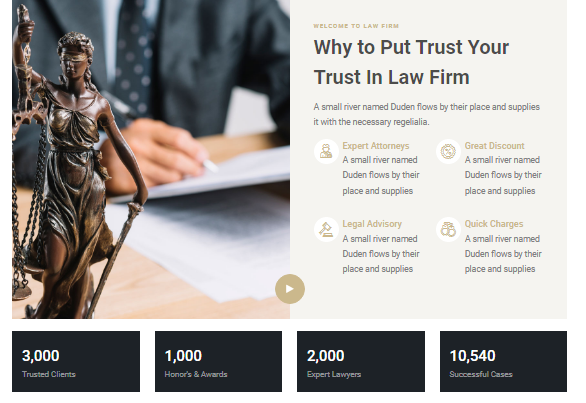 WELCOME TO LAW FIRM
Why to Put Trust Your
Trust In Law Firm
A small river named Duden flows by their place and supplies
it with the necessary regelialia.
Expert Attorneys
A small river named
Duden flows by their
place and supplies
Great Discount
A small river named
Duden flows by their
place and supplies
Legal Advisory
A small river named
Duden flows by their
place and supplies
Quick Charges
A small river named
Duden flows by their
place and supplies
3,000
Trusted Clients
1,000
Honor's & Awards
2,000
Expert Lawyers
10,540
Successful Cases